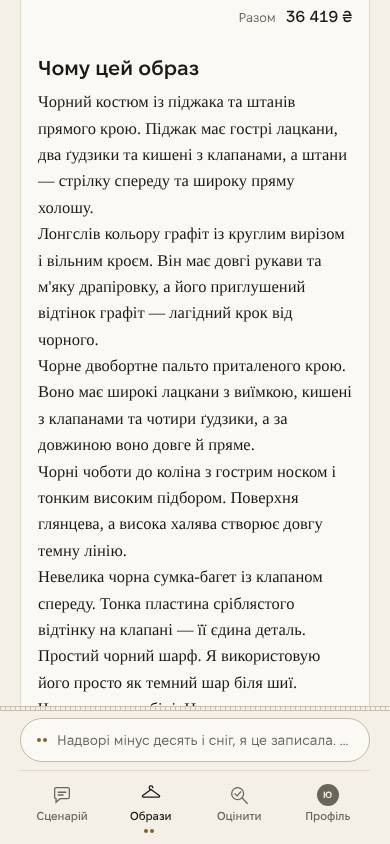 Разом 36 419 ₴
Чому цей образ
Чорний костюм із піджака та штанів
прямого крою. Піджак має гострі лацкани,
два ґудзики та кишені з клапанами, а штани
— стрілку спереду та широку пряму
холошу.
Лонгслів кольору графіт із круглим вирізом
і вільним кроєм. Він має довгі рукави та
м'яку драпіровку, а його приглушений
відтінок графіт — лагідний крок від
чорного.
Чорне двобортне пальто приталеного крою.
Воно має широкі лацкани з виїмкою, кишені
з клапанами та чотири ґудзики, а за
довжиною воно довге й пряме.
Чорні чоботи до коліна з гострим носком і
тонким високим підбором. Поверхня
глянцева, а висока халява створює довгу
темну лінію.
Невелика чорна сумка-багет із клапаном
спереду. Тонка пластина сріблястого
відтінку на клапані — її єдина деталь.
Простий чорний шарф. Я використовую
його просто як темний шар біля шиї.
Надворі мінус десять і сніг, я це записала. ...
Сценарій
Образи
Оцінити
Ю
Профіль